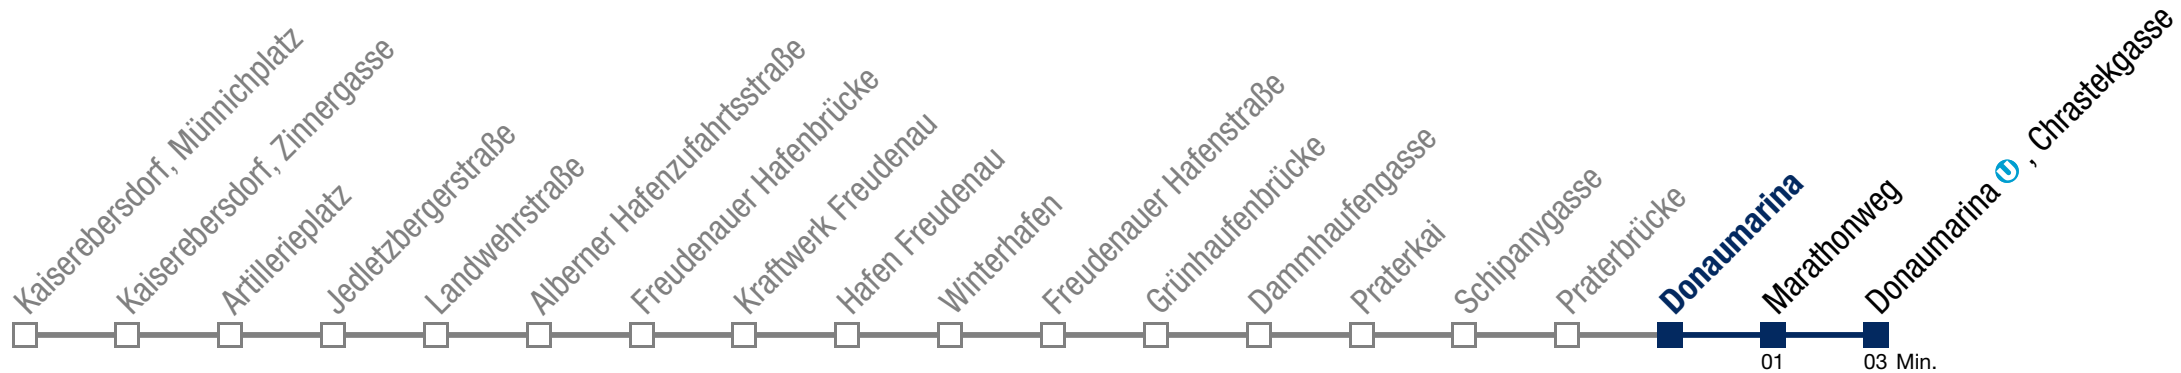 Kaiserebersdorf, Münnichplatz
Kaiserebersdorf, Zinnergasse
Artillerieplatz
Jedletzbergerstraße
Landwehrstraße
Alberner Hafenzufahrtsstraße
Freudenauer Hafenbrücke
Kraftwerk Freudenau
Hafen Freudenau
Winterhafen
Freudenauer Hafenstraße
Grünhaufenbrücke
Dammhaufengasse
Praterkai
Schipanygasse
Praterbrücke
Donaumarina
Marathonweg
Donaumarina U, Chrastekgasse
01
03 Min.